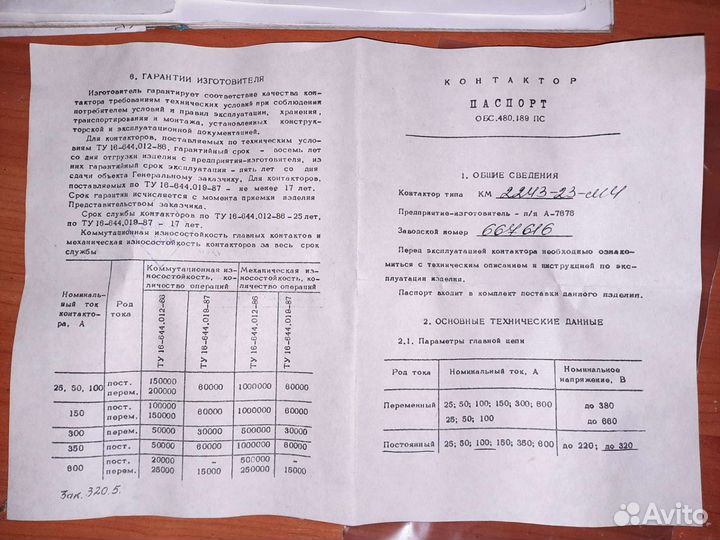 6. ГАРАНТИИ ИЗГОТОВИТЕЛЯ
Изготовитель гарантирует соответствие качества кон-
тактора требованиям технических условий при соблюдении
потребителем условий и правил эксплуатации, хранения,
транспортирования и монтажа, установленных конструк-
торской и эксплуатационной документацией.
Для контакторов, поставляемых по техническим усло-
виям ТУ 16-644.012-86, гарантийный срок - восемь лет
со дня отгрузки изделия с предприятия-изготовителя, из
них гарантийный срок эксплуатации - пять лет со дня
сдачи объекта Генеральному заказчику. Для контакторов,
поставляемых по ТУ 16-644.019-87 - не менее 17 лет.
Срок гарантии исчисляется с момента приемки изделия
Представительством заказчика.
Срок службы контакторов по ТУ 16-644.012-86-25 лет,
по ТУ 16-644.019-87 - 17 лет.
Коммутационная износостойкость главных контактов и
механическая износостойкость контакторов за весь срок
службы
Номиналь-
ный ток
контакто-
ра, А
Род
тока
Коммутационная из-
носостойкость, ко-
личество операций
Механическая из-
носостойкость, ко-
личество операций
ТУ 16-644.012-86
ТУ 16-644.019-87
ТУ 16-644.012-86
ТУ 16-644.019-87
25, 50, 100 пост. 150000 60000 1000000 60000
перем. 200000
150 пост. 100000 60000 1000000 60000
перем. 150000
300 перем. 50000 30000 500000 30000
350 пост. 50000 60000 1000000 60000
600 пост. 20000 - 500000 -
перем. 25000 15000 250000 15000
Зак. 320.5.
КОНТАКТОР
ПАСПОРТ
ОБС.480.189 ПС
1. ОБЩИЕ СВЕДЕНИЯ
Контактор типа КМ 2243-23-М4
Предприятие-изготовитель - п/я А-7676
Заводской номер 667616
Перед эксплуатацией контактора необходимо ознако-
миться с техническим описанием и инструкцией по экс-
плуатации изделия.
Паспорт входит в комплект поставки данного изделия.
2. ОСНОВНЫЕ ТЕХНИЧЕСКИЕ ДАННЫЕ
2.1. Параметры главной цепи
Род тока Номинальный ток, А Номинальное
напряжение, В
Переменный 25; 50; 100; 150; 300; 600 до 380
25; 50; 100 до 660
Постоянный 25; 50; 100; 150; 350; 600 до 220; до 320
Avito